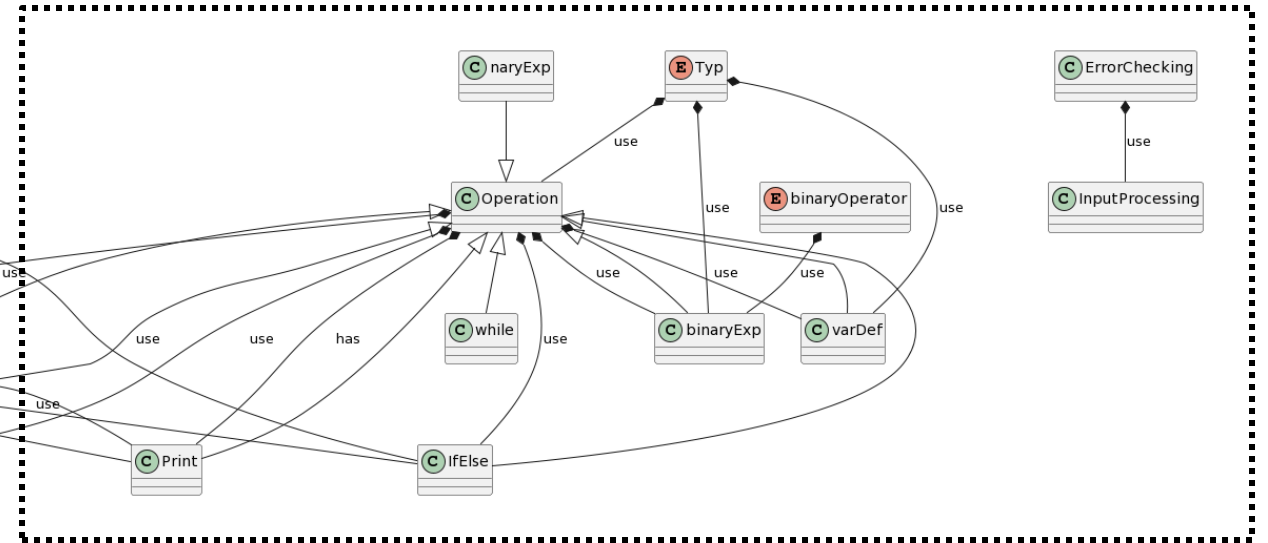 C naryExp
E Typ
C ErrorChecking
use
use
C Operation
use
E binaryOperator
use
C InputProcessing
use
use
use
use
use
use
has
C while
use
C binaryExp
C varDef
use
C Print
C IfElse